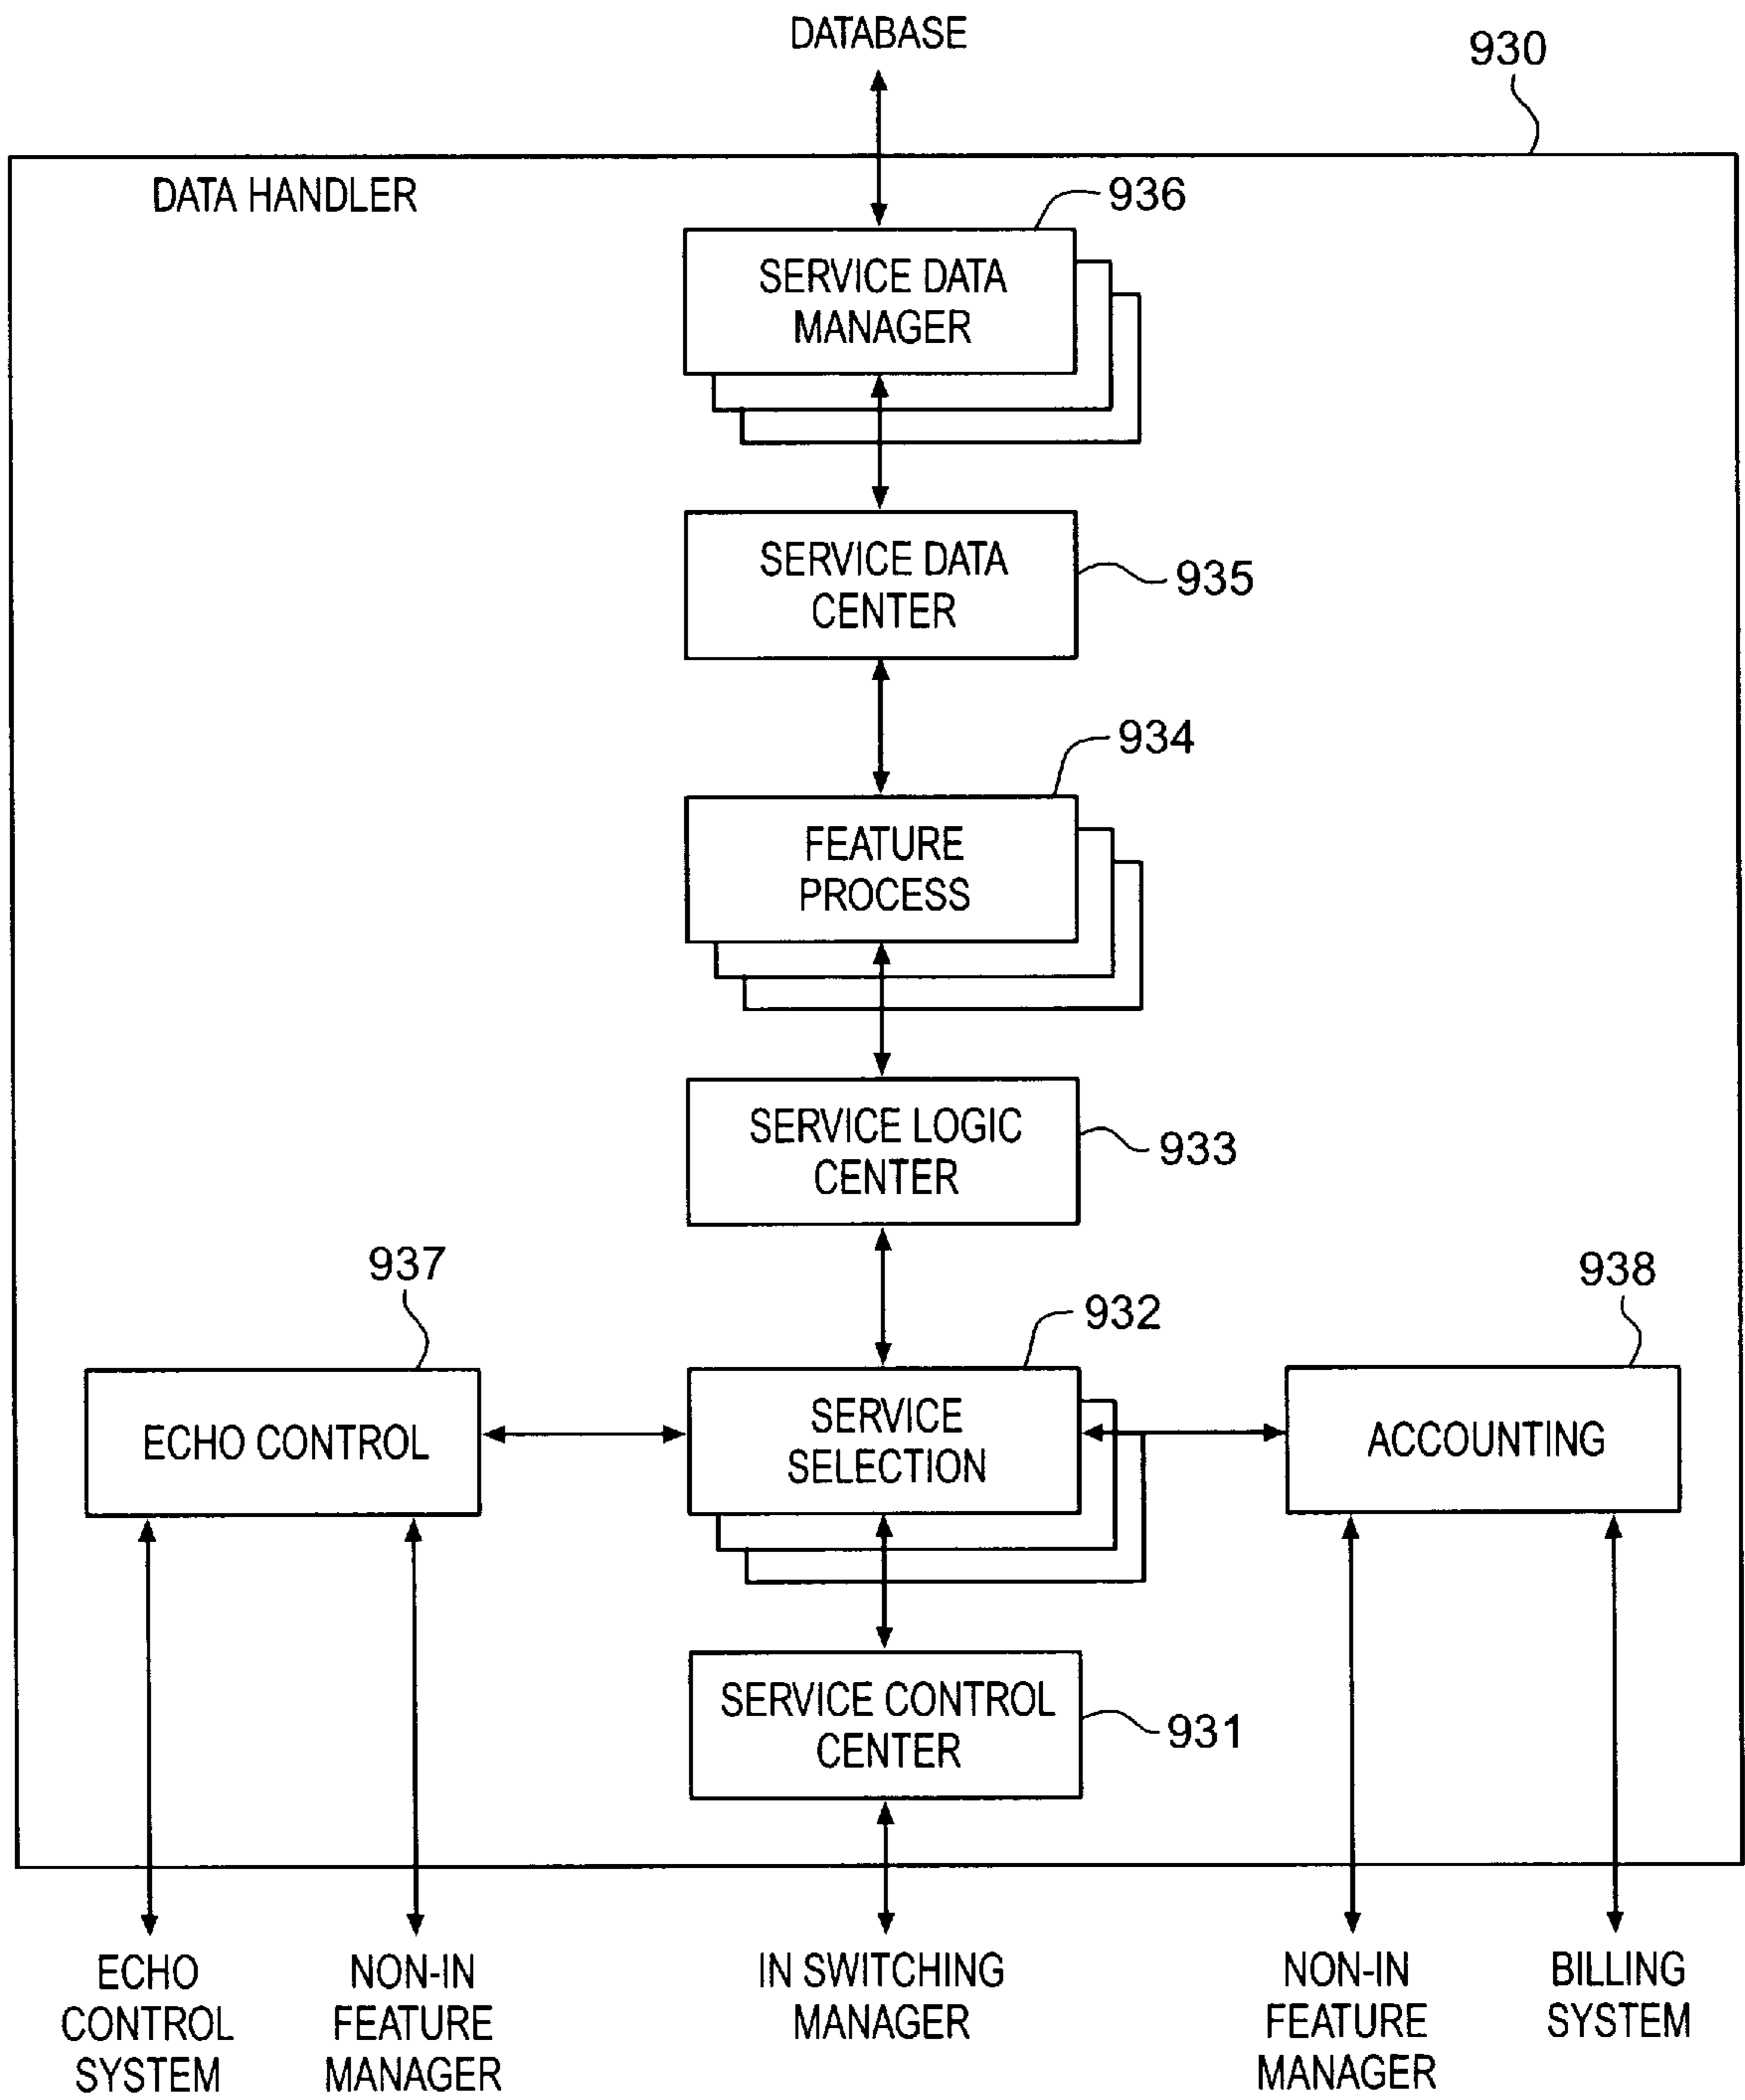 DATABASE
930
DATA HANDLER
936
SERVICE DATA
MANAGER
SERVICE DATA
CENTER
935
934
FEATURE
PROCESS
SERVICE LOGIC
CENTER
933
937
938
932
ECHO CONTROL
SERVICE
SELECTION
ACCOUNTING
SERVICE CONTROL
CENTER
931
ECHO
CONTROL
SYSTEM
NON-IN
FEATURE
MANAGER
IN SWITCHING
MANAGER
NON-IN
FEATURE
MANAGER
BILLING
SYSTEM